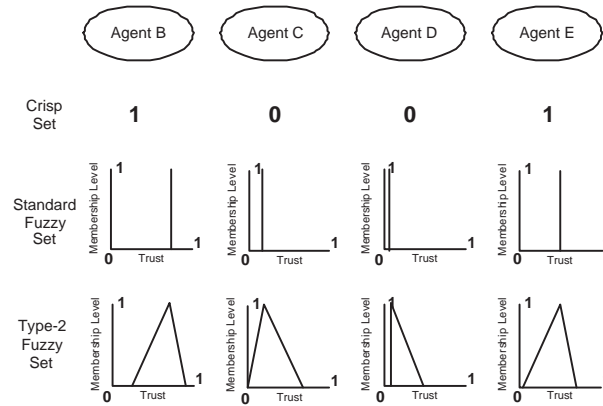 Agent B
Agent C
Agent D
Agent E
Crisp
Set
1
0
0
1
Standard
Fuzzy
Set
Membership Level
1
0
Trust
1
Membership Level
1
0
Trust
1
Membership Level
1
0
Trust
1
Membership Level
1
0
Trust
1
Type-2
Fuzzy
Set
Membership Level
1
0
Trust
1
Membership Level
1
0
Trust
1
Membership Level
1
0
Trust
1
Membership Level
1
0
Trust
1